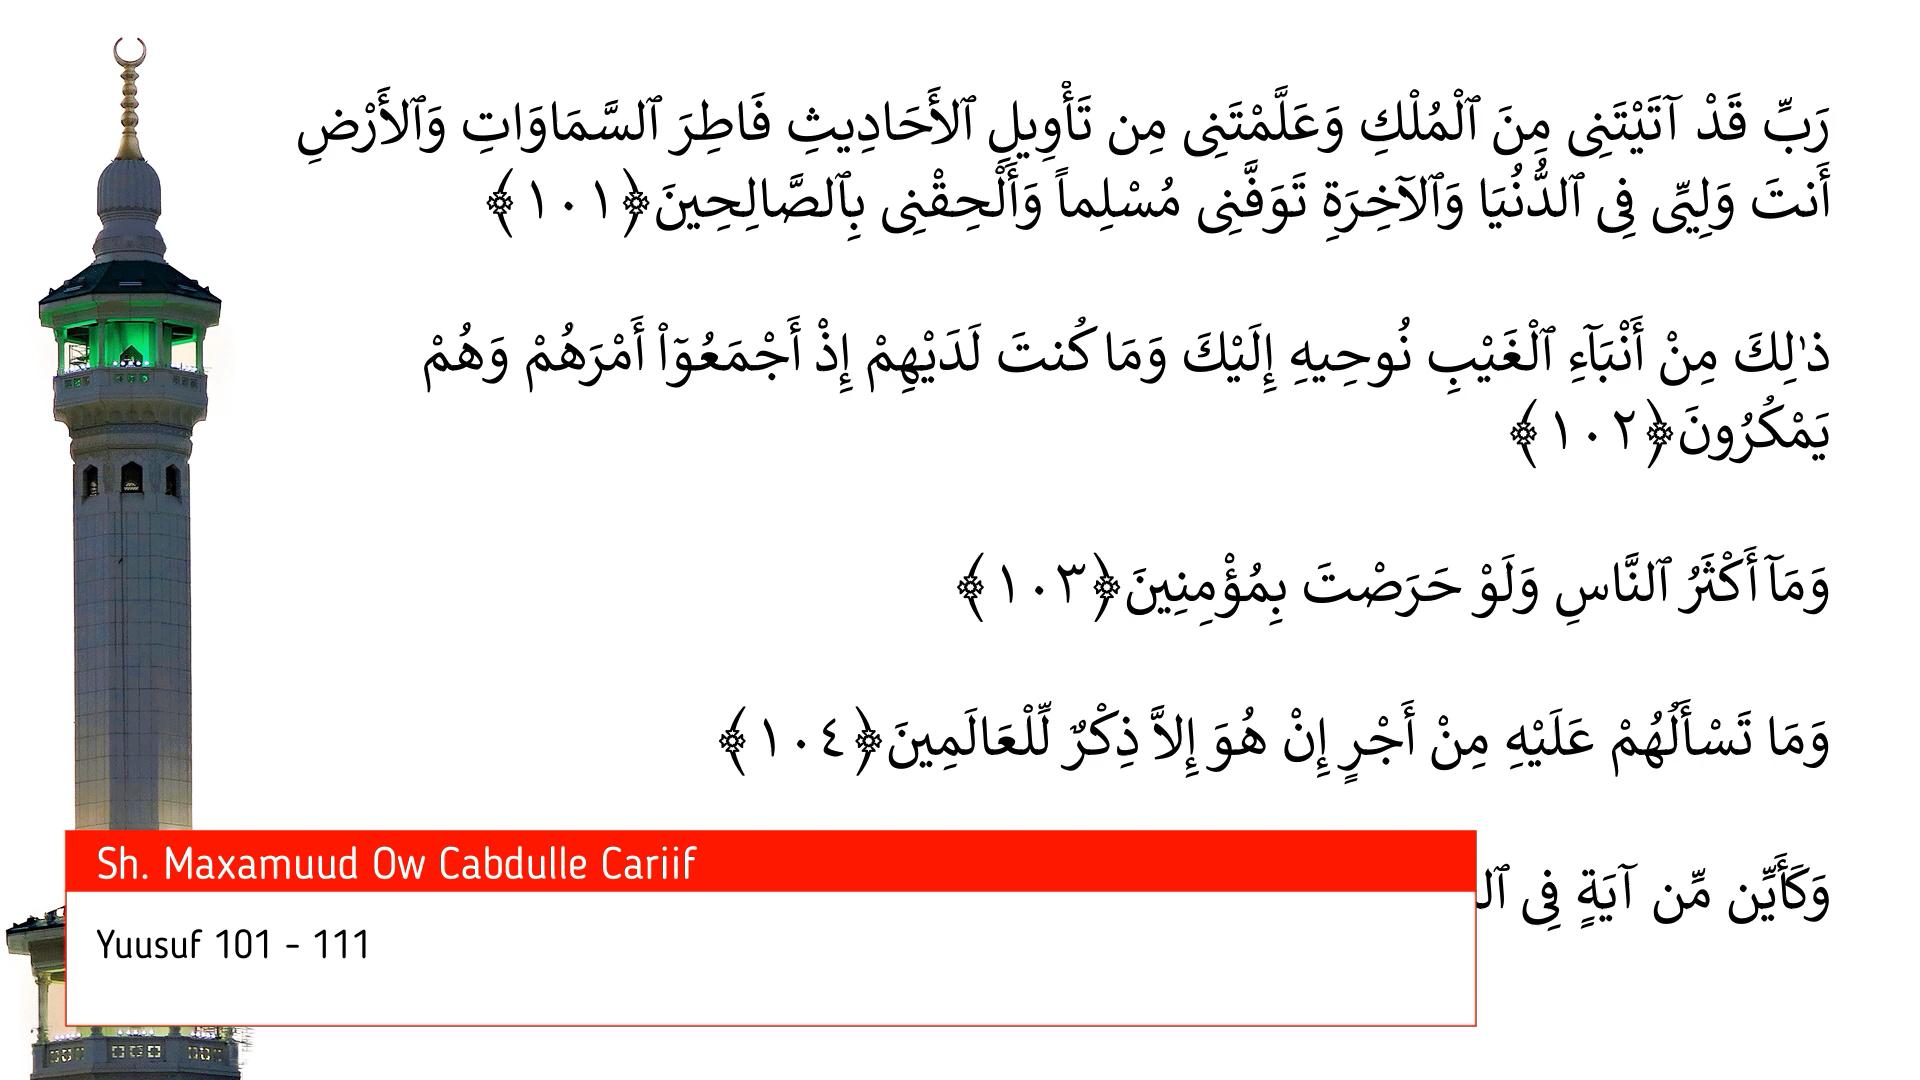 رَبِّ قَدْ آتَيْتَنِى مِنَ ٱلْمُلْكِ وَعَلَّمْتَنِى مِن تَأْوِيلِ ٱلأَحَادِيثِ فَاطِرَ ٱلسَّمَاوَاتِ وَٱلأَرْضِ
أَنتَ وَلِيِّى فِى ٱلدُّنُيَا وَٱلآخِرَةِ تَوَفَّنِى مُسْلِماً وَأَلْحِقْنِى بِٱلصَّالِحِينَ﴿١٠١﴾
ذٰلِكَ مِنْ أَنْبَآءِ ٱلْغَيْبِ نُوحِيهِ إِلَيْكَ وَمَا كُنتَ لَدَيْهِمْ إِذْ أَجْمَعُوۤاْ أَمْرَهُمْ وَهُمْ
يَمْكُرُونَ﴿١٠٢﴾
وَمَآ أَكْثَرُ ٱلنَّاسِ وَلَوْ حَرَصْتَ بِمُؤْمِنِينَ﴿١٠٣﴾
وَمَا تَسْأَلُهُمْ عَلَيْهِ مِنْ أَجْرٍ إِنْ هُوَ إِلاَّ ذِكْرٌ لِّلْعَالَمِينَ﴿١٠٤﴾
وَكَأَيِّن مِّن آيَةٍ فِى
Sh. Maxamuud Ow Cabdulle Cariif
Yuusuf 101 - 111